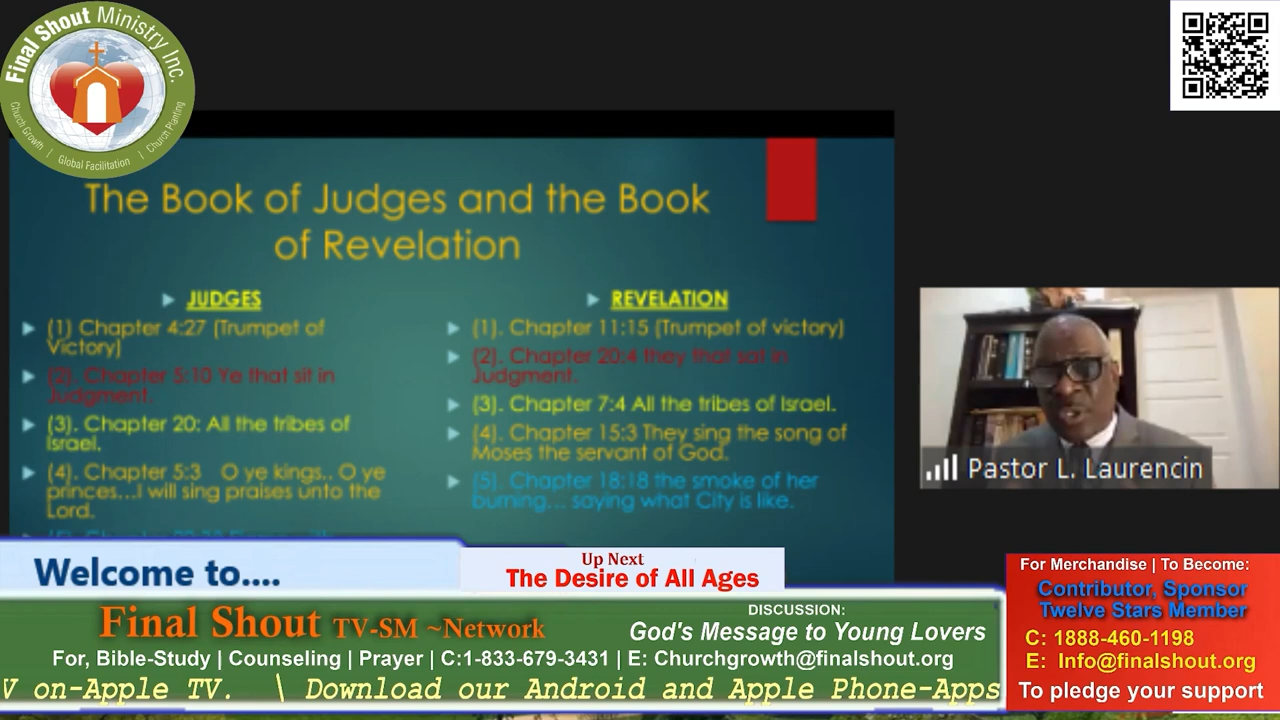 Final Shout Ministry Inc.
Church Growth | Global Facilitation | Church Planting
The Book of Judges and the Book
of Revelation
JUDGES
(1) Chapter 4:27 (Trumpet of
Victory)
(2). Chapter 5:10 Ye that sit in
Judgment.
(3). Chapter 20: All the tribes of
Israel.
(4). Chapter 5:3 O ye kings.. O ye
princes...I will sing praises unto the
Lord.
REVELATION
(1). Chapter 11:15 (Trumpet of victory)
(2). Chapter 20:4 they that sat in
Judgment.
(3). Chapter 7:4 All the tribes of Israel.
(4). Chapter 15:3 They sing the song of
Moses the servant of God.
(5). Chapter 18:18 the smoke of her
burning... saying what City is like.
Pastor L. Laurencin
Welcome to....
Up Next
The Desire of All Ages
Final Shout TV-SM ~Network
DISCUSSION:
God's Message to Young Lovers
For, Bible-Study | Counseling | Prayer | C:1-833-679-3431 | E: Churchgrowth@finalshout.org
V on-Apple TV. \ Download our Android and Apple Phone-Apps
For Merchandise | To Become:
Contributor, Sponsor
Twelve Stars Member
C: 1888-460-1198
E: Info@finalshout.org
To pledge your support